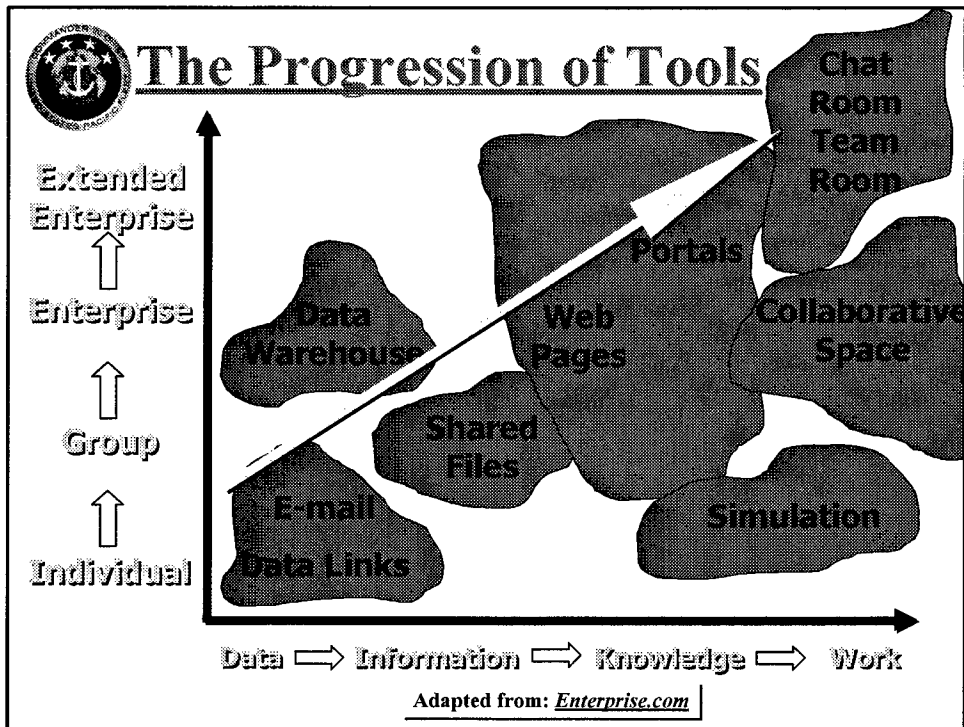 The Progression of Tools
Chat
Room
Team
Room
Extended
Enterprise
Portals
Enterprise
Data
Warehouse
Web
Pages
Collaborative
Space
Group
Shared
Files
E-mail
Data Links
Simulation
Individual
Data Information Knowledge Work
Adapted from: Enterprise.com